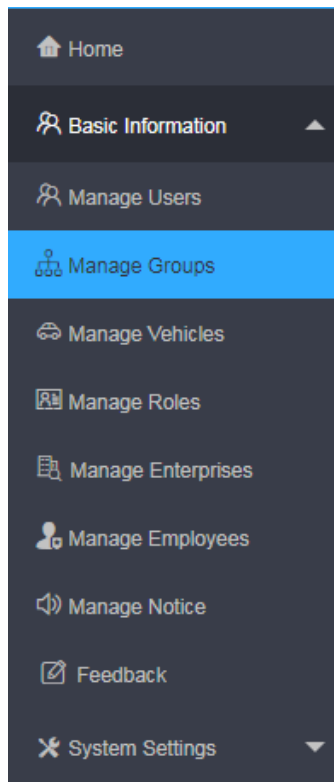 Home
Basic Information
Manage Users
Manage Groups
Manage Vehicles
Manage Roles
Manage Enterprises
Manage Employees
Manage Notice
Feedback
System Settings